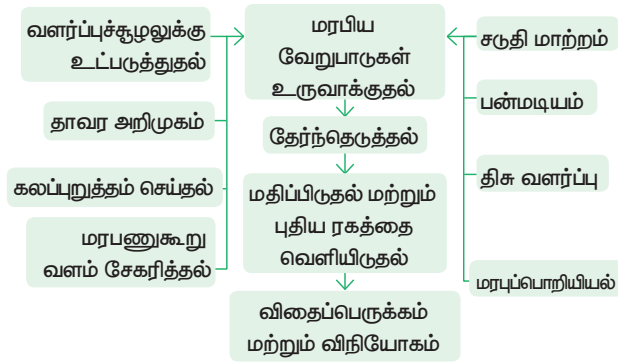 வளர்ப்புச்சூழலுக்கு
உட்படுத்துதல்
தாவர அறிமுகம்
கலப்புறுத்தம் செய்தல்
மரபணுகூறு
வளம் சேகரித்தல்
மரபிய
வேறுபாடுகள்
உருவாக்குதல்
தேர்ந்தெடுத்தல்
மதிப்பிடுதல் மற்றும்
புதிய ரகத்தை
வெளியிடுதல்
விதைப்பெருக்கம்
மற்றும் விநியோகம்
சடுதி மாற்றம்
பன்மடியம்
திசு வளர்ப்பு
மரபுப்பொறியியல்